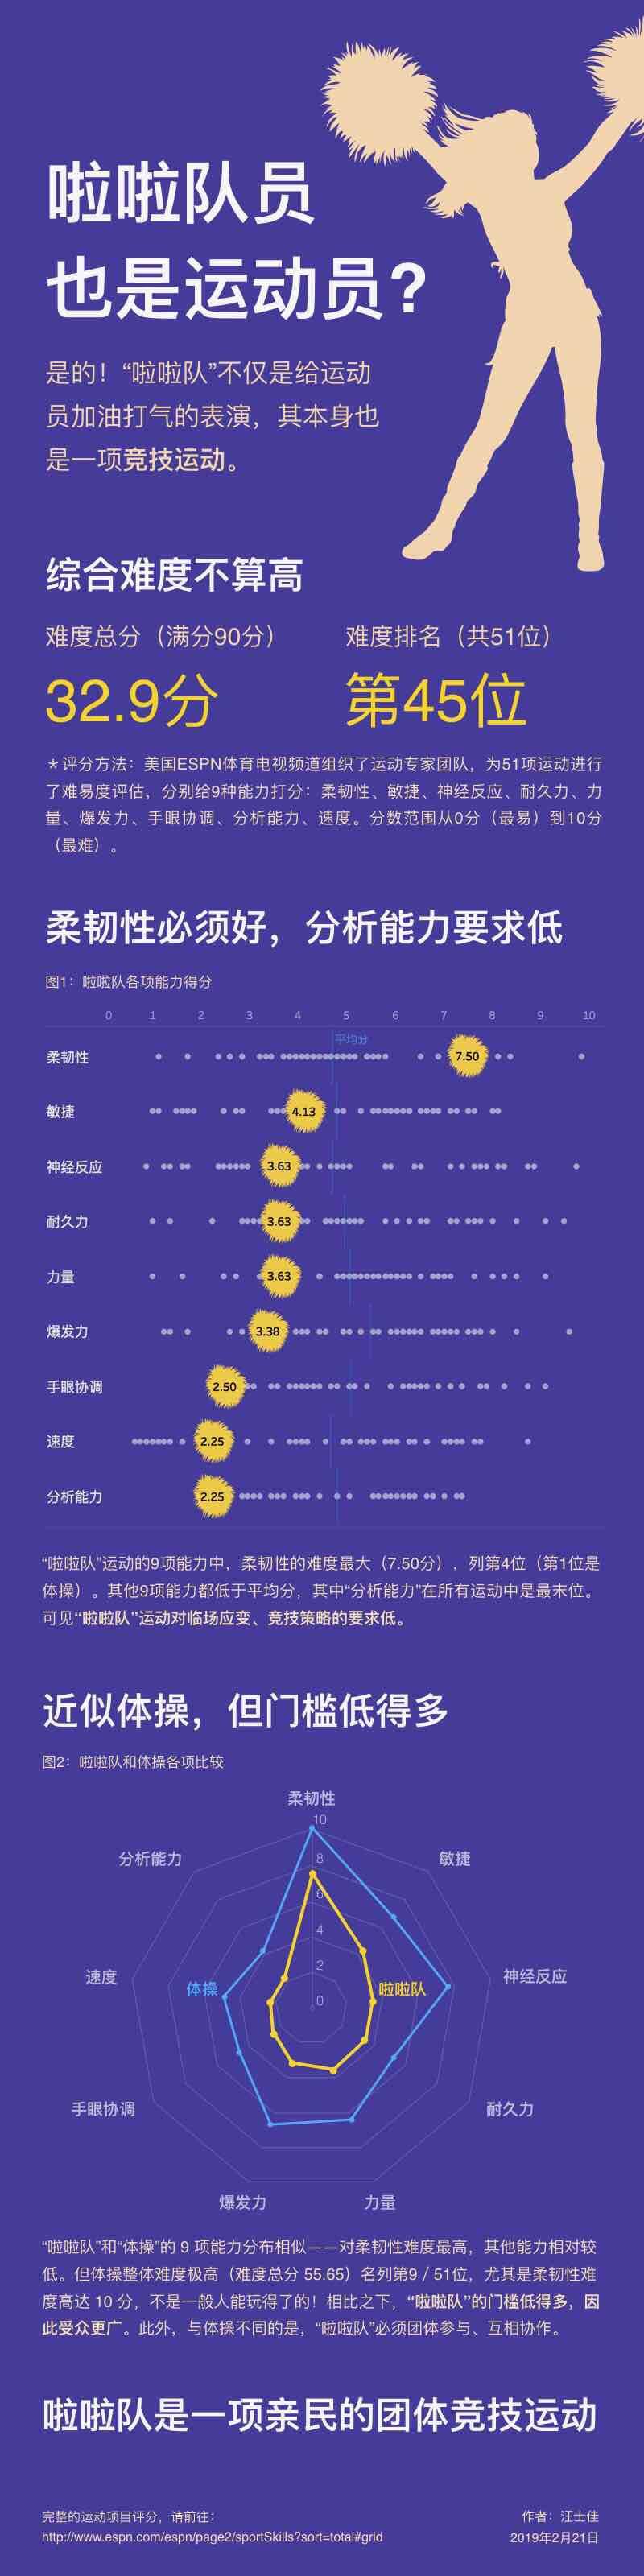 啦啦队员
也是运动员?
是的！“啦啦队”不仅是给运动
员加油打气的表演，其本身也
是一项竞技运动。
综合难度不算高
难度总分（满分90分） 难度排名（共51位）
32.9分 第45位
＊评分方法：美国ESPN体育电视频道组织了运动专家团队，为51项运动进行
了难易度评估，分别给9种能力打分：柔韧性、敏捷、神经反应、耐久力、力
量、爆发力、手眼协调、分析能力、速度。分数范围从0分（最易）到10分
（最难）。
柔韧性必须好，分析能力要求低
图1：啦啦队各项能力得分
0 1 2 3 4 5 6 7 8 9 10
平均分
柔韧性 7.50
敏捷 4.13
神经反应 3.63
耐久力 3.63
力量 3.63
爆发力 3.38
手眼协调 2.50
速度 2.25
分析能力 2.25
“啦啦队”运动的9项能力中，柔韧性的难度最大（7.50分），列第4位（第1位是
体操）。其他9项能力都低于平均分，其中“分析能力”在所有运动中是最末位。
可见“啦啦队”运动对临场应变、竞技策略的要求低。
近似体操，但门槛低得多
图2：啦啦队和体操各项比较
柔韧性
10
分析能力 8 敏捷
6
4
速度 体操 2 啦啦队 神经反应
0
手眼协调 耐久力
爆发力 力量
“啦啦队”和“体操”的 9 项能力分布相似——对柔韧性难度最高，其他能力相对较
低。但体操整体难度极高（难度总分 55.65）名列第9 / 51位，尤其是柔韧性难
度高达 10 分，不是一般人能玩得了的！相比之下，“啦啦队”的门槛低得多，因
此受众更广。此外，与体操不同的是，“啦啦队”必须团体参与、互相协作。
啦啦队是一项亲民的团体竞技运动
完整的运动项目评分，请前往： 作者：汪士佳
http://www.espn.com/espn/page2/sportSkills?sort=total#grid 2019年2月21日